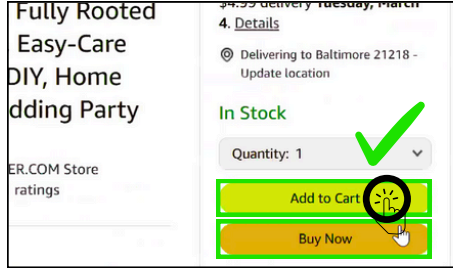 Fully Rooted
Easy-Care
DIY, Home
dding Party
ER.COM Store
ratings
$4.99 delivery Tuesday, March
4. Details
Delivering to Baltimore 21218 -
Update location
In Stock
Quantity: 1
Add to Cart
Buy Now